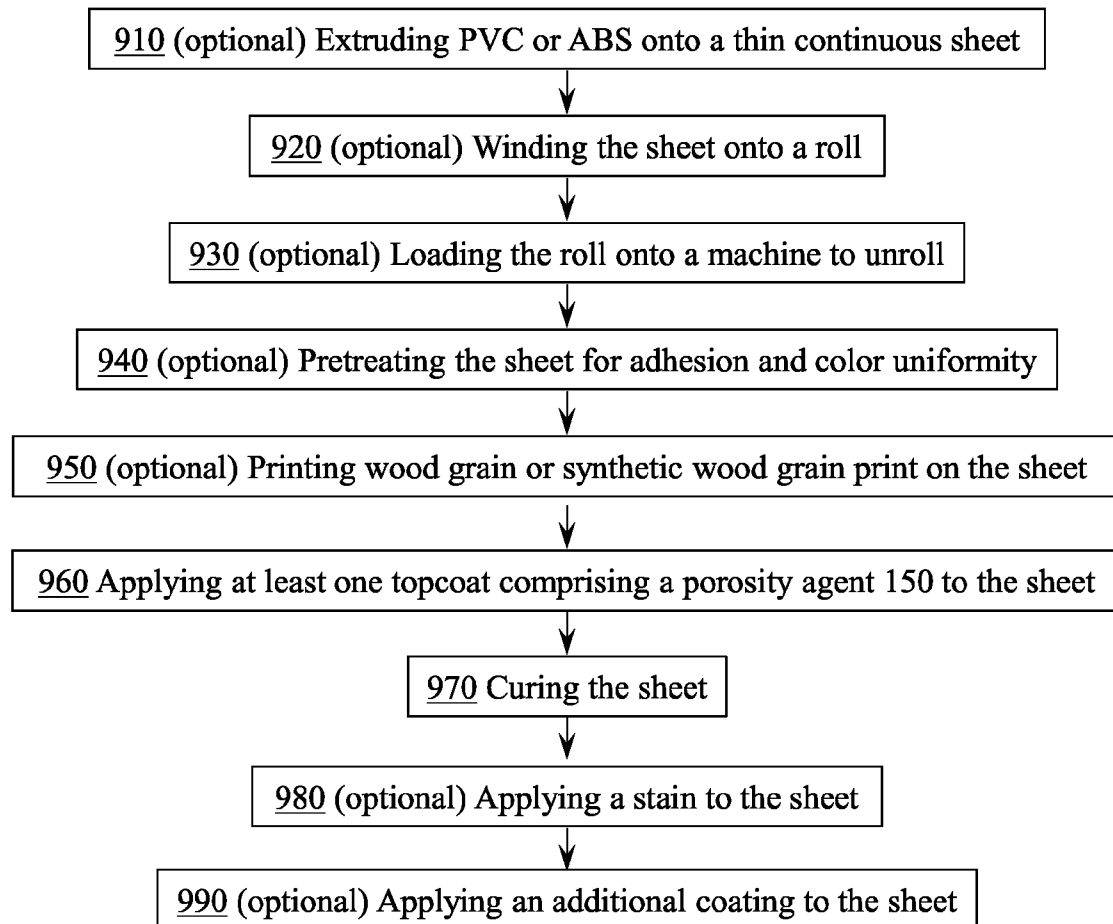 910 (optional) Extruding PVC or ABS onto a thin continuous sheet
920 (optional) Winding the sheet onto a roll
930 (optional) Loading the roll onto a machine to unroll
940 (optional) Pretreating the sheet for adhesion and color uniformity
950 (optional) Printing wood grain or synthetic wood grain print on the sheet
960 Applying at least one topcoat comprising a porosity agent 150 to the sheet
970 Curing the sheet
980 (optional) Applying a stain to the sheet
990 (optional) Applying an additional coating to the sheet